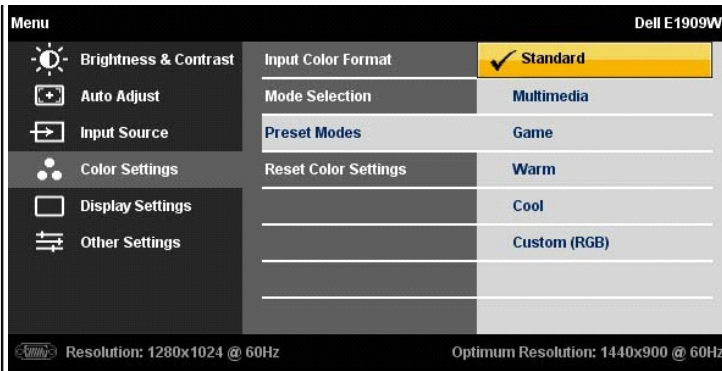 Menu Dell E1909W
Brightness & Contrast Input Color Format Standard
Auto Adjust Mode Selection Multimedia
Input Source Preset Modes Game
Color Settings Reset Color Settings Warm
Display Settings Cool
Other Settings Custom (RGB)
Resolution: 1280x1024 @ 60Hz Optimum Resolution: 1440x900 @ 60Hz